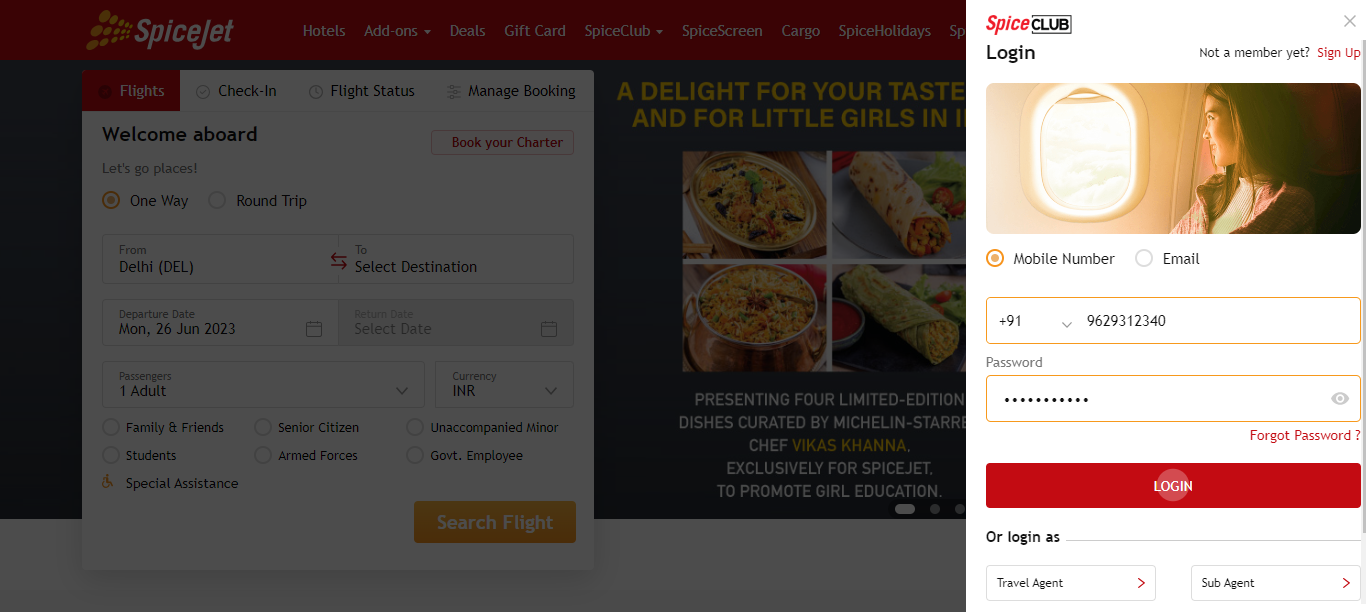 SpiceJet
Hotels Add-ons Deals Gift Card SpiceClub SpiceScreen Cargo SpiceHolidays Sp
Flights Check-In Flight Status Manage Booking
Welcome aboard
Book your Charter
Let's go places!
One Way Round Trip
From
Delhi (DEL)
To
Select Destination
Departure Date
Mon, 26 Jun 2023
Return Date
Select Date
Passengers
1 Adult
Currency
INR
Family & Friends Senior Citizen Unaccompanied Minor
Students Armed Forces Govt. Employee
Special Assistance
Search Flight
A DELIGHT FOR YOUR TASTE
AND FOR LITTLE GIRLS IN I
PRESENTING FOUR LIMITED-EDITION
DISHES CURATED BY MICHELIN-STARRE
CHEF VIKAS KHANNA,
EXCLUSIVELY FOR SPICEJET,
TO PROMOTE GIRL EDUCATION.
SpiceCLUB
Login
Not a member yet? Sign Up
Mobile Number Email
+91 9629312340
Password
•••••••••••
Forgot Password ?
LOGIN
Or login as
Travel Agent
Sub Agent